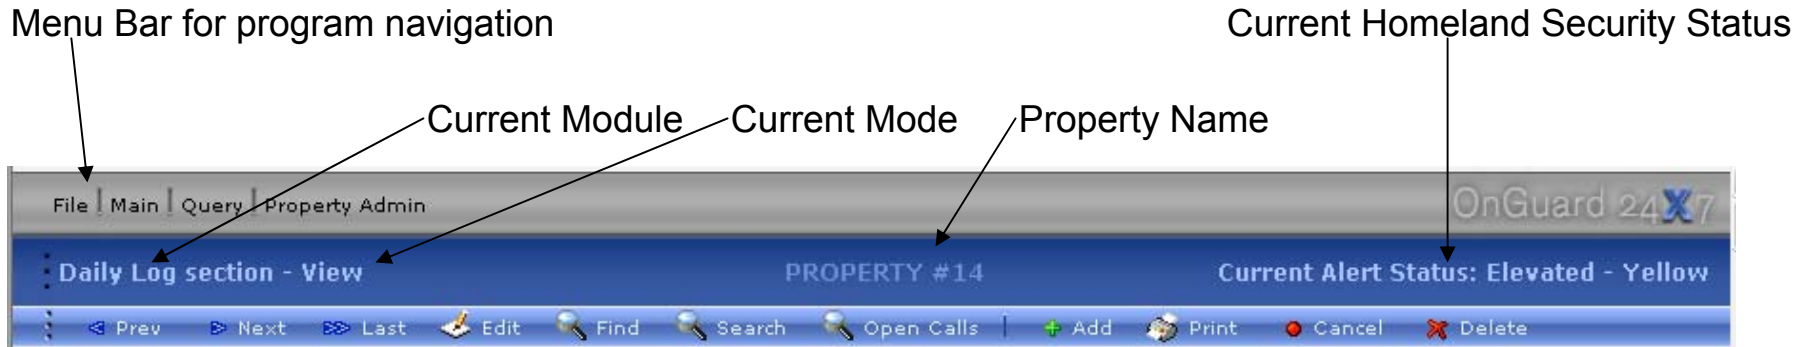 Menu Bar for program navigation
Current Homeland Security Status
Current Module
Current Mode
Property Name
File | Main | Query | Property Admin
OnGuard 24X7
Daily Log section - View
PROPERTY #14
Current Alert Status: Elevated - Yellow
Prev Next Last Edit Find Search Open Calls | Add Print Cancel Delete